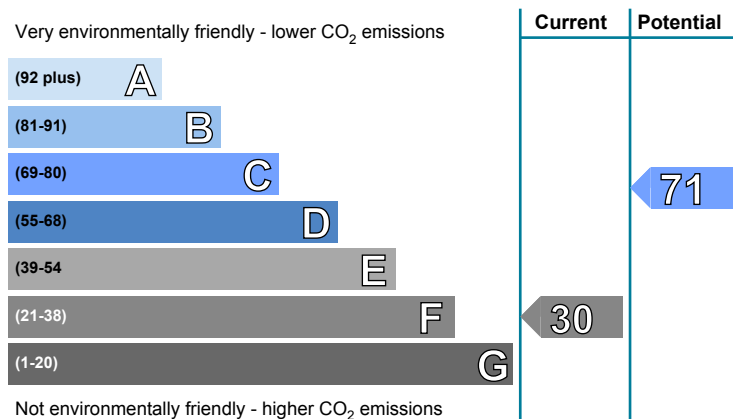 Current Potential
Very environmentally friendly - lower CO₂ emissions
(92 plus) A
(81-91) B
(69-80) C
71
(55-68) D
(39-54 E
(21-38) F 30
(1-20) G
Not environmentally friendly - higher CO₂ emissions